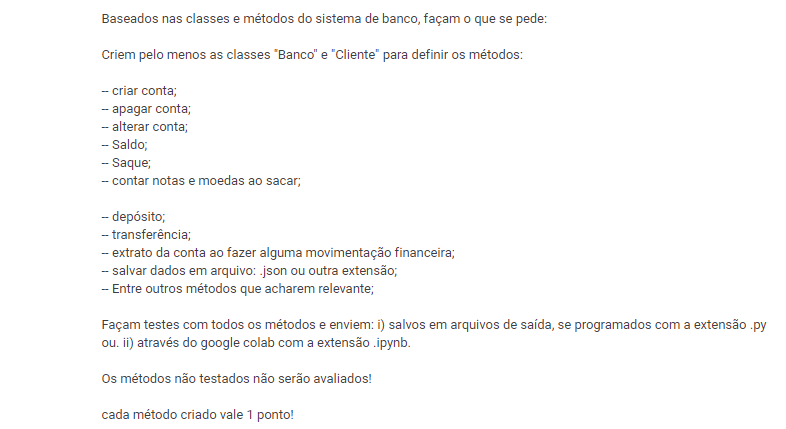 Baseados nas classes e métodos do sistema de banco, façam o que se pede:
Criem pelo menos as classes "Banco" e "Cliente" para definir os métodos:
-- criar conta;
-- apagar conta;
-- alterar conta;
-- Saldo;
-- Saque;
-- contar notas e moedas ao sacar;
-- depósito;
-- transferência;
-- extrato da conta ao fazer alguma movimentação financeira;
-- salvar dados em arquivo: .json ou outra extensão;
-- Entre outros métodos que acharem relevante;
Façam testes com todos os métodos e enviem: i) salvos em arquivos de saída, se programados com a extensão .py
ou. ii) através do google colab com a extensão .ipynb.
Os métodos não testados não serão avaliados!
cada método criado vale 1 ponto!